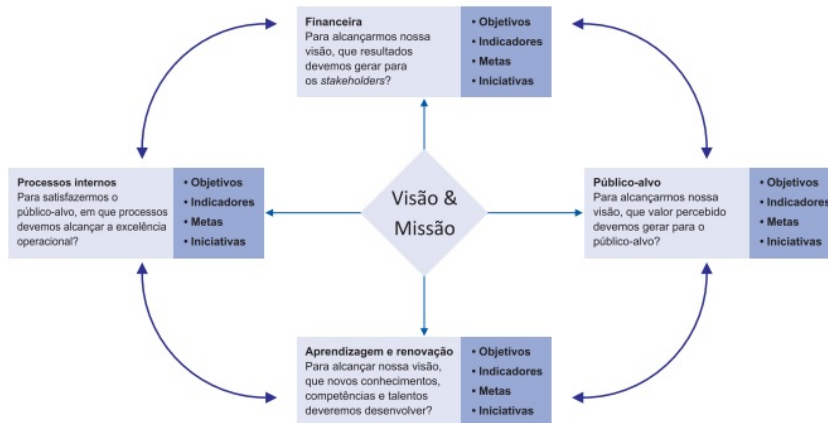 Financeira
Para alcançarmos nossa
visão, que resultados
devemos gerar para
os stakeholders?
• Objetivos
• Indicadores
• Metas
• Iniciativas
Processos internos
Para satisfazermos o
público-alvo, em que processos
devemos alcançar a excelência
operacional?
• Objetivos
• Indicadores
• Metas
• Iniciativas
Visão &
Missão
Público-alvo
Para alcançarmos nossa
visão, que valor percebido
devemos gerar para o
público-alvo?
• Objetivos
• Indicadores
• Metas
• Iniciativas
Aprendizagem e renovação
Para alcançar nossa visão,
que novos conhecimentos,
competências e talentos
deveremos desenvolver?
• Objetivos
• Indicadores
• Metas
• Iniciativas